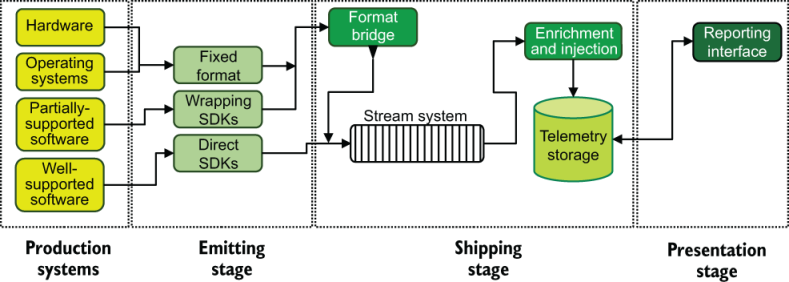 Hardware
Operating
systems
Partially-
supported
software
Well-
supported
software
Fixed
format
Wrapping
SDKs
Direct
SDKs
Format
bridge
Stream system
Enrichment
and injection
Telemetry
storage
Reporting
interface
Production
systems
Emitting
stage
Shipping
stage
Presentation
stage